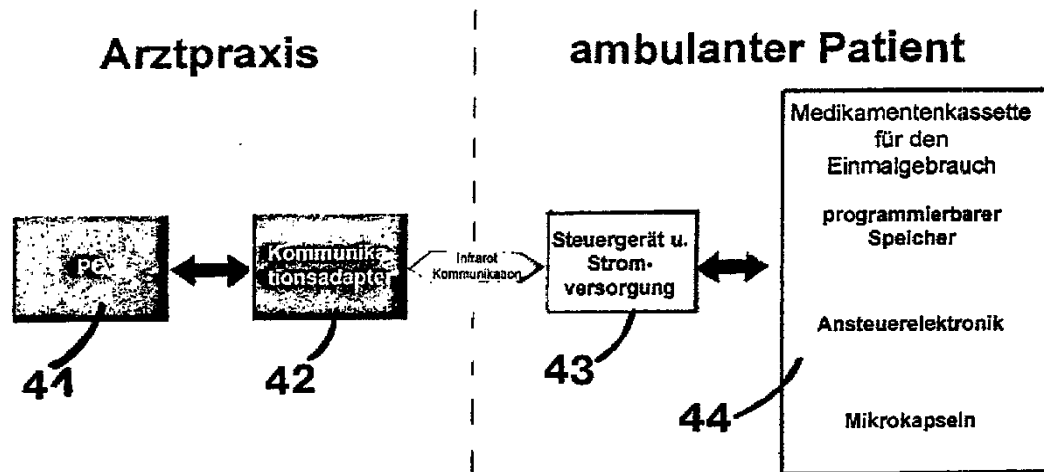 Arztpraxis
ambulanter Patient
PC
41
Kommunika-
tionsadapter
42
Infrarot
Kommunikation
Steuergerät u.
Strom-
versorgung
43
Medikamentenkassette
für den
Einmalgebrauch
programmierbarer
Speicher
Ansteuerelektronik
44
Mikrokapseln